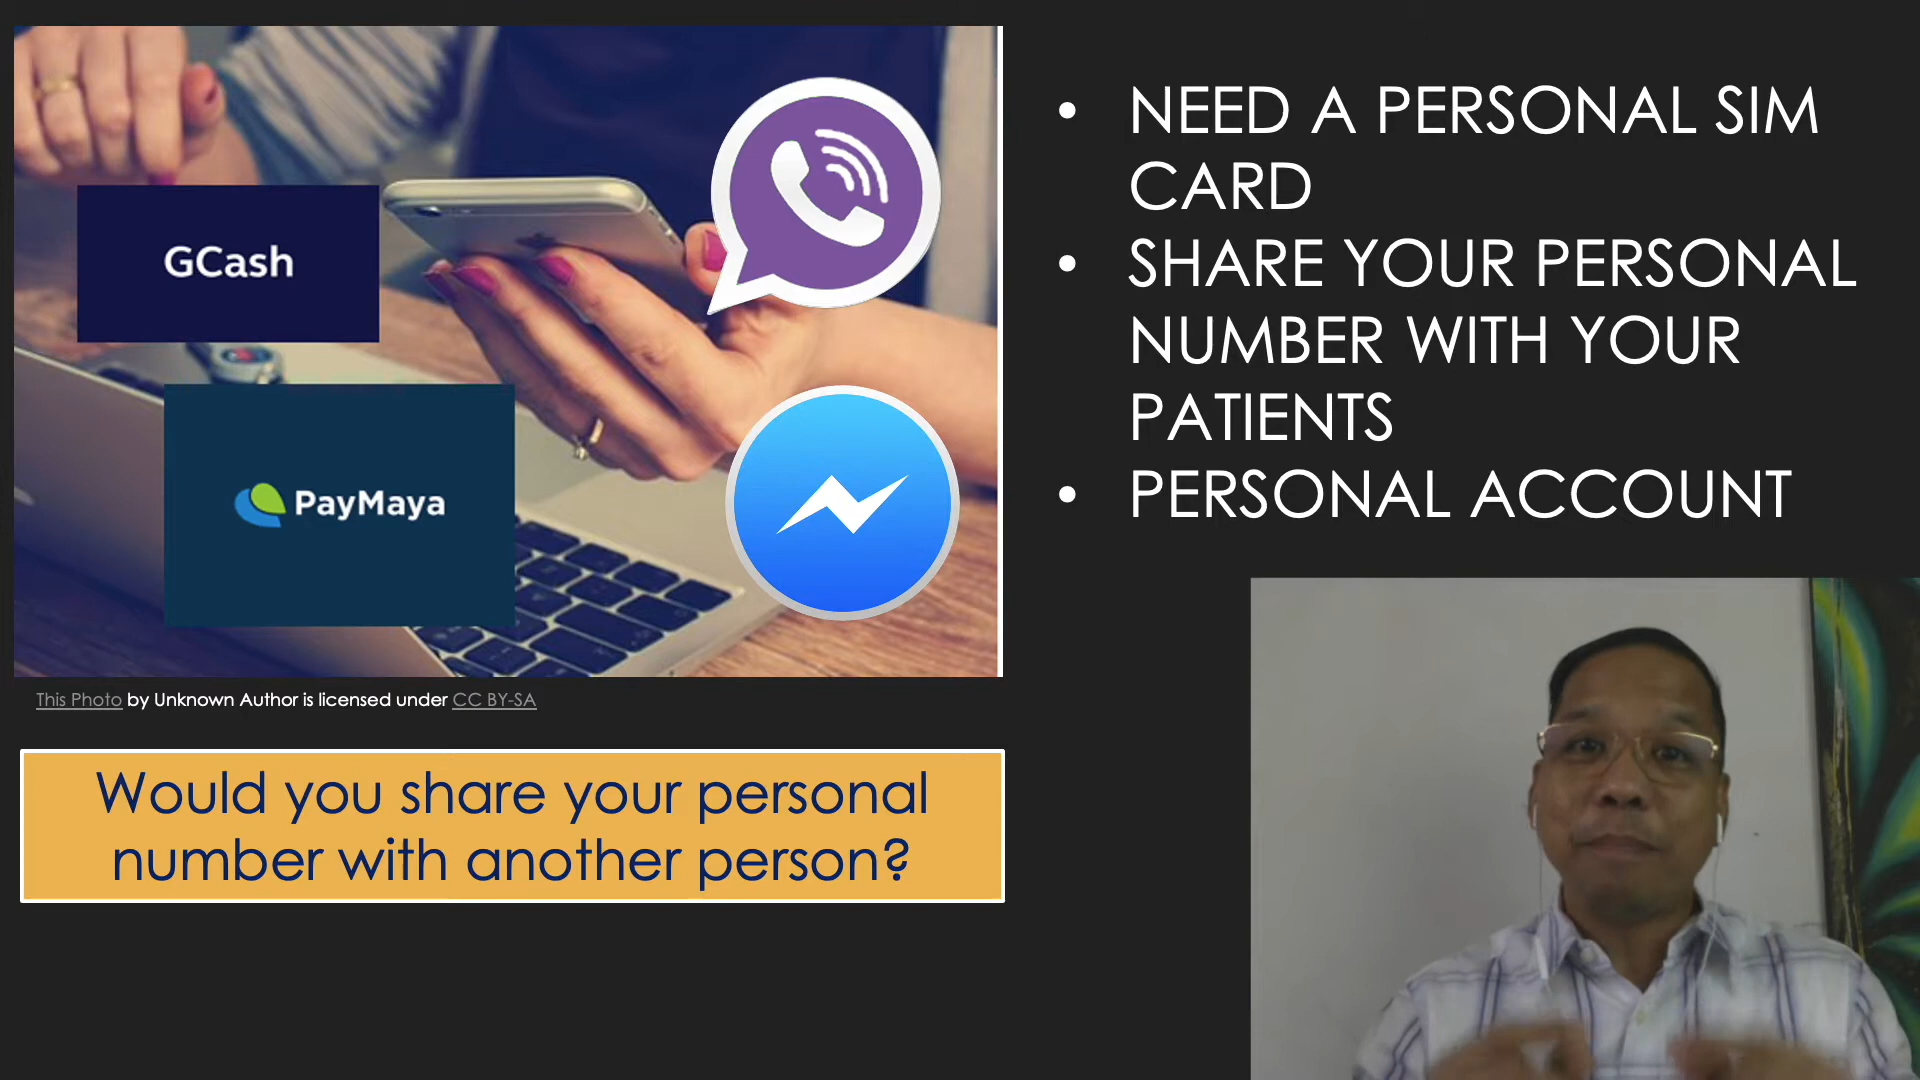 GCash
PayMaya
This Photo by Unknown Author is licensed under CC BY-SA
Would you share your personal
number with another person?
• NEED A PERSONAL SIM
CARD
• SHARE YOUR PERSONAL
NUMBER WITH YOUR
PATIENTS
• PERSONAL ACCOUNT